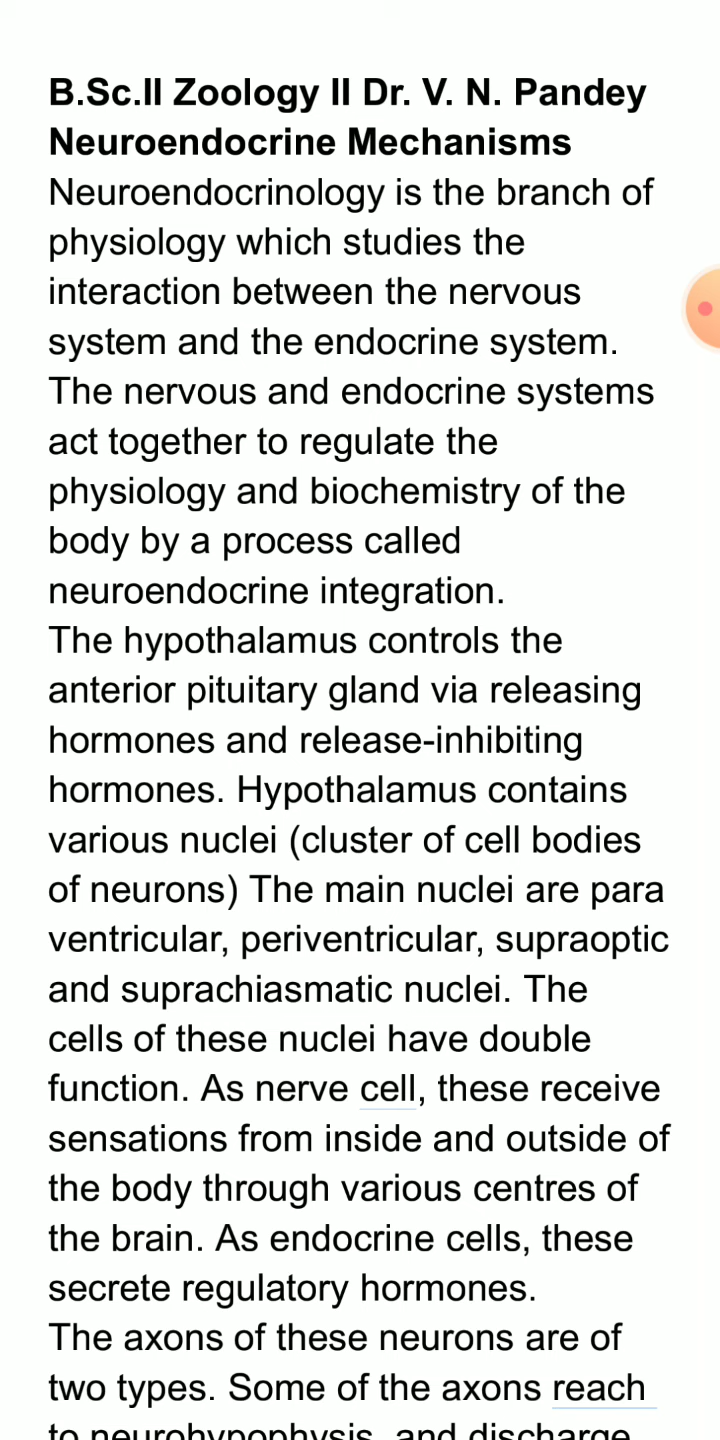 B.Sc.II Zoology II Dr. V. N. Pandey
Neuroendocrine Mechanisms
Neuroendocrinology is the branch of
physiology which studies the
interaction between the nervous
system and the endocrine system.
The nervous and endocrine systems
act together to regulate the
physiology and biochemistry of the
body by a process called
neuroendocrine integration.
The hypothalamus controls the
anterior pituitary gland via releasing
hormones and release-inhibiting
hormones. Hypothalamus contains
various nuclei (cluster of cell bodies
of neurons) The main nuclei are para
ventricular, periventricular, supraoptic
and suprachiasmatic nuclei. The
cells of these nuclei have double
function. As nerve cell, these receive
sensations from inside and outside of
the body through various centres of
the brain. As endocrine cells, these
secrete regulatory hormones.
The axons of these neurons are of
two types. Some of the axons reach
to neurohypophysis, and discharge